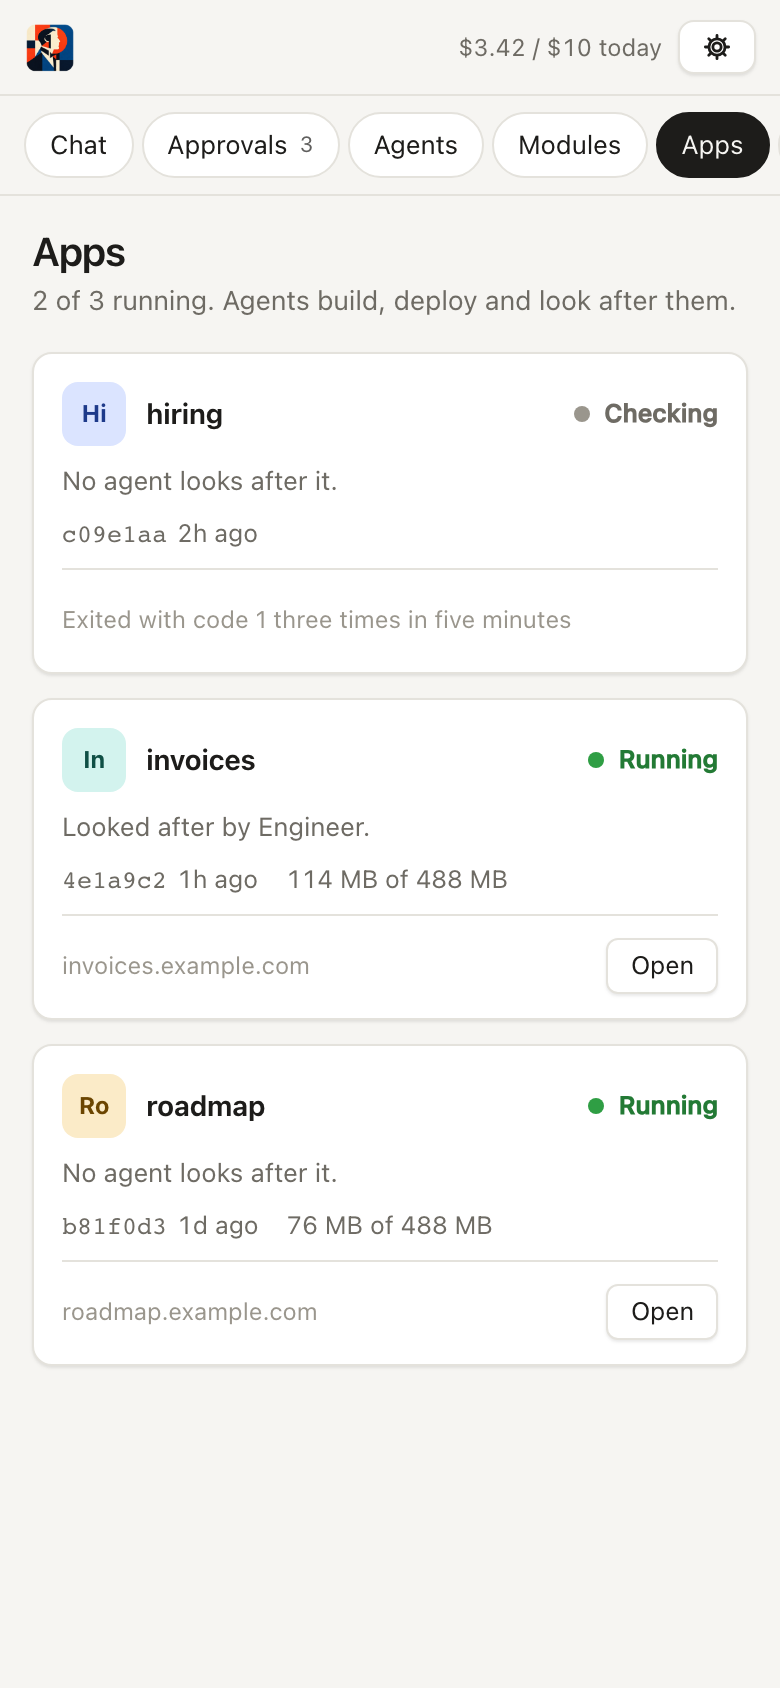 $3.42 / $10 today
Chat
Approvals 3
Agents
Modules
Apps
Apps
2 of 3 running. Agents build, deploy and look after them.
Hi
hiring
Checking
No agent looks after it.
c09e1aa 2h ago
Exited with code 1 three times in five minutes
In
invoices
Running
Looked after by Engineer.
4e1a9c2 1h ago 114 MB of 488 MB
invoices.example.com
Open
Ro
roadmap
Running
No agent looks after it.
b81f0d3 1d ago 76 MB of 488 MB
roadmap.example.com
Open